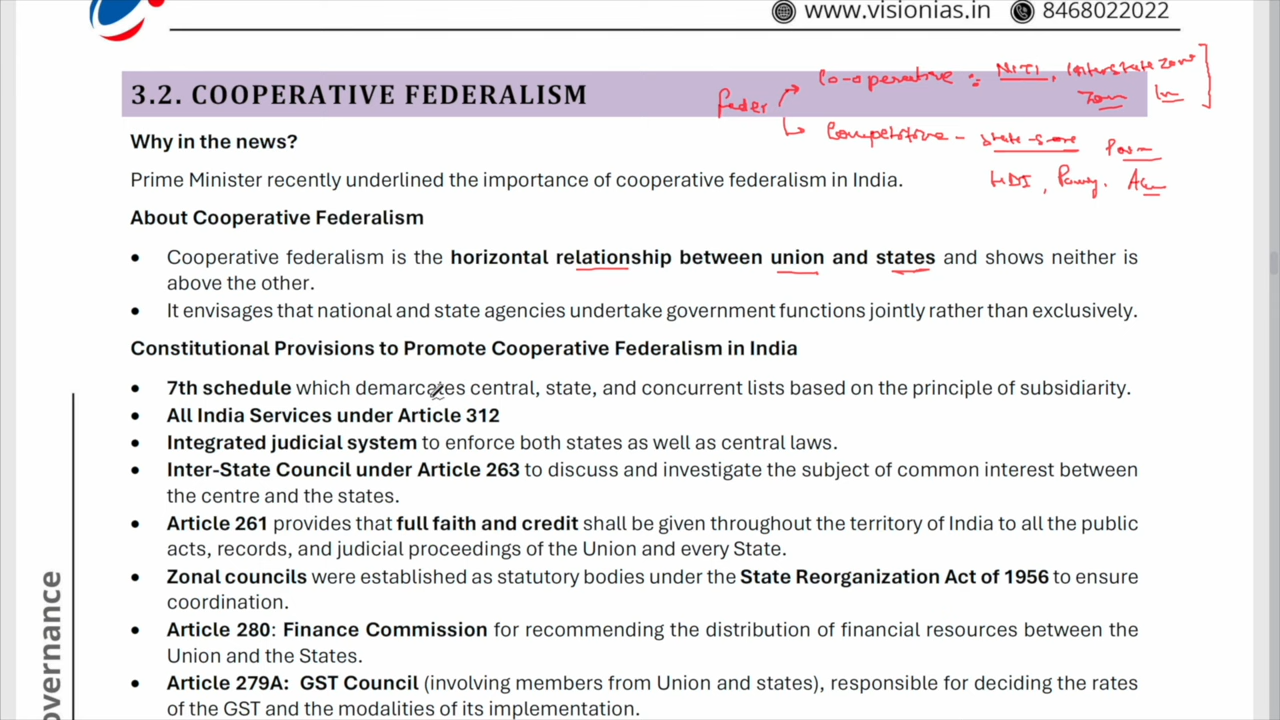 www.visionias.in 8468022022
3.2. COOPERATIVE FEDERALISM
Feder
Co-operative : NITI, Interstate Zon
Zon In
Competitive -
HDI,
Why in the news?
Prime Minister recently underlined the importance of cooperative federalism in India.
About Cooperative Federalism
• Cooperative federalism is the horizontal relationship between union and states and shows neither is
above the other.
• It envisages that national and state agencies undertake government functions jointly rather than exclusively.
Constitutional Provisions to Promote Cooperative Federalism in India
• 7th schedule which demarcates central, state, and concurrent lists based on the principle of subsidiarity.
• All India Services under Article 312
• Integrated judicial system to enforce both states as well as central laws.
• Inter-State Council under Article 263 to discuss and investigate the subject of common interest between
the centre and the states.
• Article 261 provides that full faith and credit shall be given throughout the territory of India to all the public
acts, records, and judicial proceedings of the Union and every State.
• Zonal councils were established as statutory bodies under the State Reorganization Act of 1956 to ensure
coordination.
• Article 280: Finance Commission for recommending the distribution of financial resources between the
Union and the States.
• Article 279A: GST Council (involving members from Union and states), responsible for deciding the rates
of the GST and the modalities of its implementation.
overnance